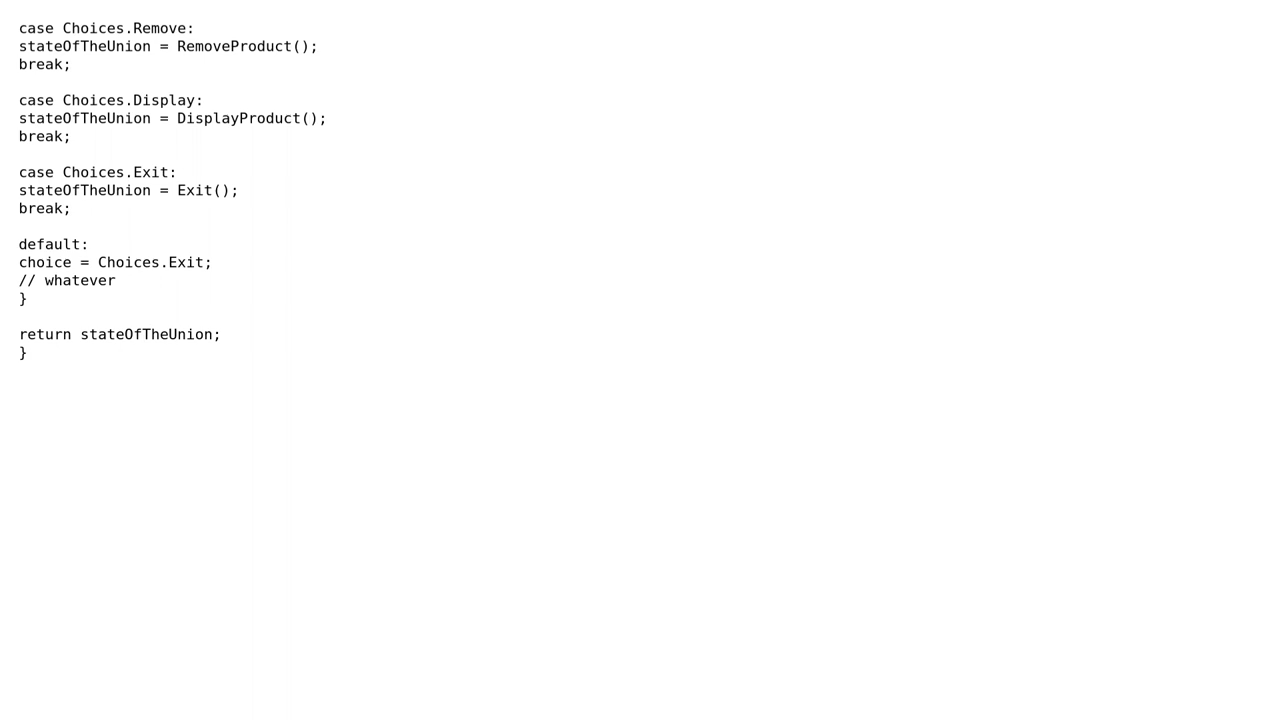 case Choices.Remove:
stateOfTheUnion = RemoveProduct();
break;

case Choices.Display:
stateOfTheUnion = DisplayProduct();
break;

case Choices.Exit:
stateOfTheUnion = Exit();
break;

default:
choice = Choices.Exit;
// whatever
}

return stateOfTheUnion;
}